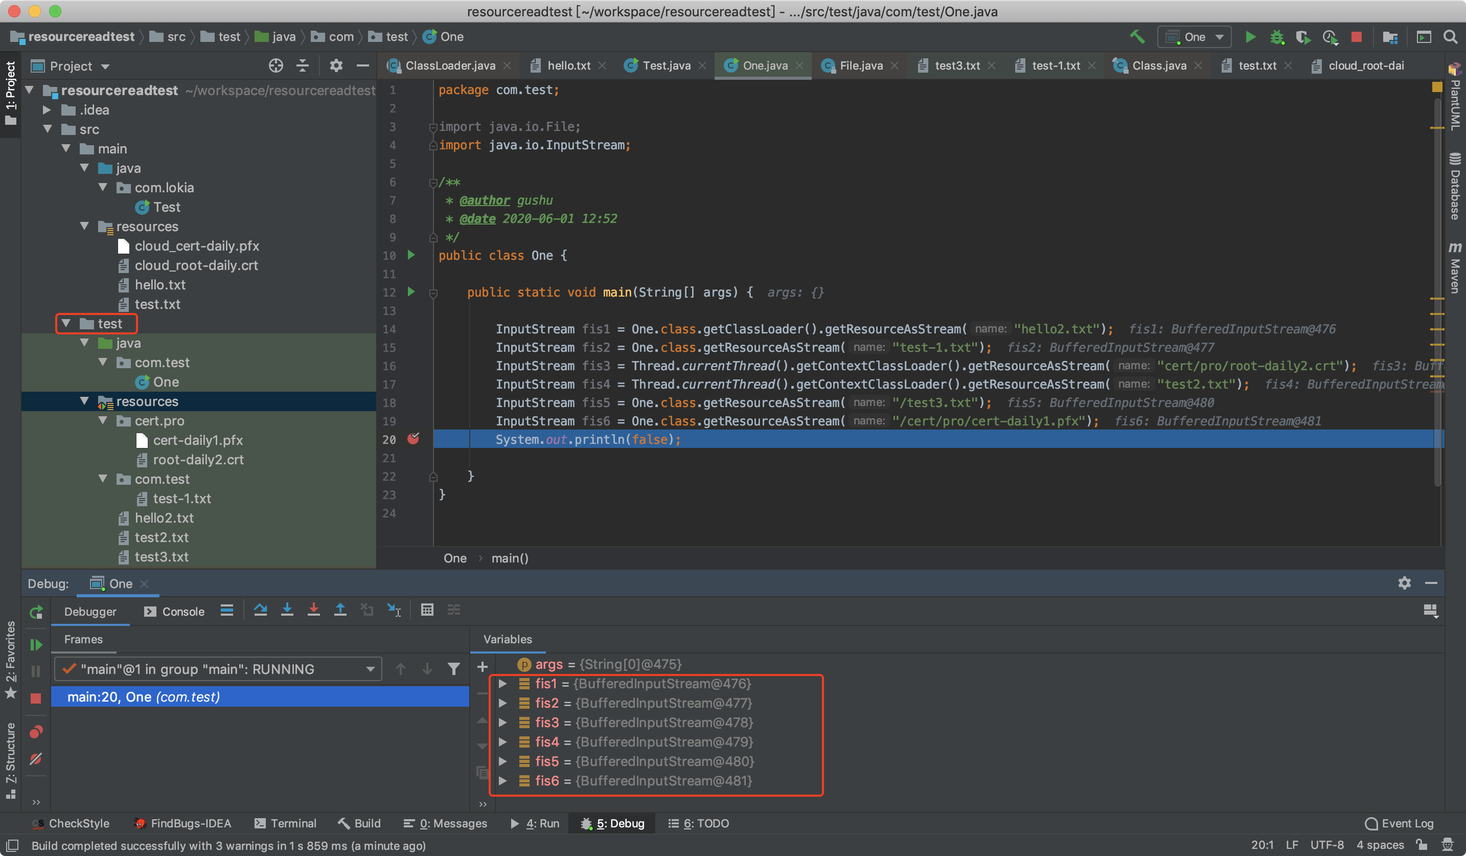 resourcereadtest [~/workspace/resourcereadtest] - .../src/test/java/com/test/One.java
resourcereadtest src test java com test One
One
1: Project
Project
ClassLoader.java hello.txt Test.java One.java File.java test3.txt test-1.txt Class.java test.txt cloud_root-dai
resourcereadtest ~/workspace/resourcereadtest
.idea
src
main
java
com.lokia
Test
resources
cloud_cert-daily.pfx
cloud_root-daily.crt
hello.txt
test.txt
test
java
com.test
One
resources
cert.pro
cert-daily1.pfx
root-daily2.crt
com.test
test-1.txt
hello2.txt
test2.txt
test3.txt
1 package com.test;
2
3 import java.io.File;
4 import java.io.InputStream;
5
6 /**
7 * @author gushu
8 * @date 2020-06-01 12:52
9 */
10 public class One {
11
12 public static void main(String[] args) { args: {}
13
14 InputStream fis1 = One.class.getClassLoader().getResourceAsStream( name: "hello2.txt"); fis1: BufferedInputStream@476
15 InputStream fis2 = One.class.getResourceAsStream( name: "test-1.txt"); fis2: BufferedInputStream@477
16 InputStream fis3 = Thread.currentThread().getContextClassLoader().getResourceAsStream( name: "cert/pro/root-daily2.crt"); fis3: Buff
17 InputStream fis4 = Thread.currentThread().getContextClassLoader().getResourceAsStream( name: "test2.txt"); fis4: BufferedInputStream
18 InputStream fis5 = One.class.getResourceAsStream( name: "/test3.txt"); fis5: BufferedInputStream@480
19 InputStream fis6 = One.class.getResourceAsStream( name: "/cert/pro/cert-daily1.pfx"); fis6: BufferedInputStream@481
20 System.out.println(false);
21
22 }
23 }
24
One main()
PlantUML
Database
m Maven
Debug: One
Debugger Console
Frames
Variables
"main"@1 in group "main": RUNNING
main:20, One (com.test)
args = {String[0]@475}
fis1 = {BufferedInputStream@476}
fis2 = {BufferedInputStream@477}
fis3 = {BufferedInputStream@478}
fis4 = {BufferedInputStream@479}
fis5 = {BufferedInputStream@480}
fis6 = {BufferedInputStream@481}
2: Favorites
Z: Structure
CheckStyle FindBugs-IDEA Terminal Build 0: Messages 4: Run 5: Debug 6: TODO Event Log
Build completed successfully with 3 warnings in 1 s 859 ms (a minute ago) 20:1 LF UTF-8 4 spaces